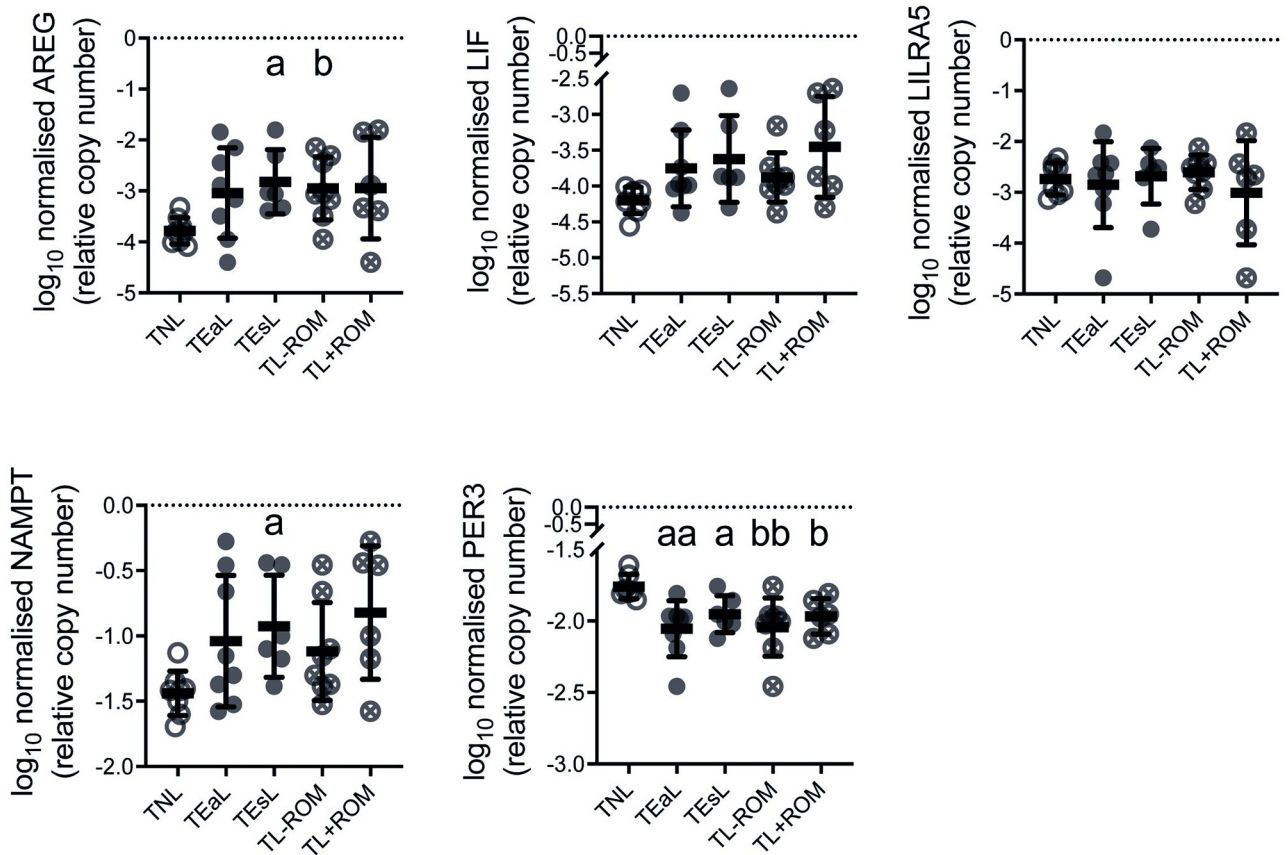 log10 normalised AREG
(relative copy number)
0
-1
-2
-3
-4
-5
a b
TNL TEaL TEsL TL-ROM TL+ROM
log10 normalised LIF
(relative copy number)
0.0
-0.5
-2.5
-3.0
-3.5
-4.0
-4.5
-5.0
-5.5
TNL TEaL TEsL TL-ROM TL+ROM
log10 normalised LILRA5
(relative copy number)
0
-1
-2
-3
-4
-5
TNL TEaL TEsL TL-ROM TL+ROM
log10 normalised NAMPT
(relative copy number)
0.0
-0.5
-1.0
-1.5
-2.0
a
TNL TEaL TEsL TL-ROM TL+ROM
log10 normalised PER3
(relative copy number)
0.0
-0.5
-1.5
-2.0
-2.5
-3.0
aa a bb b
TNL TEaL TEsL TL-ROM TL+ROM